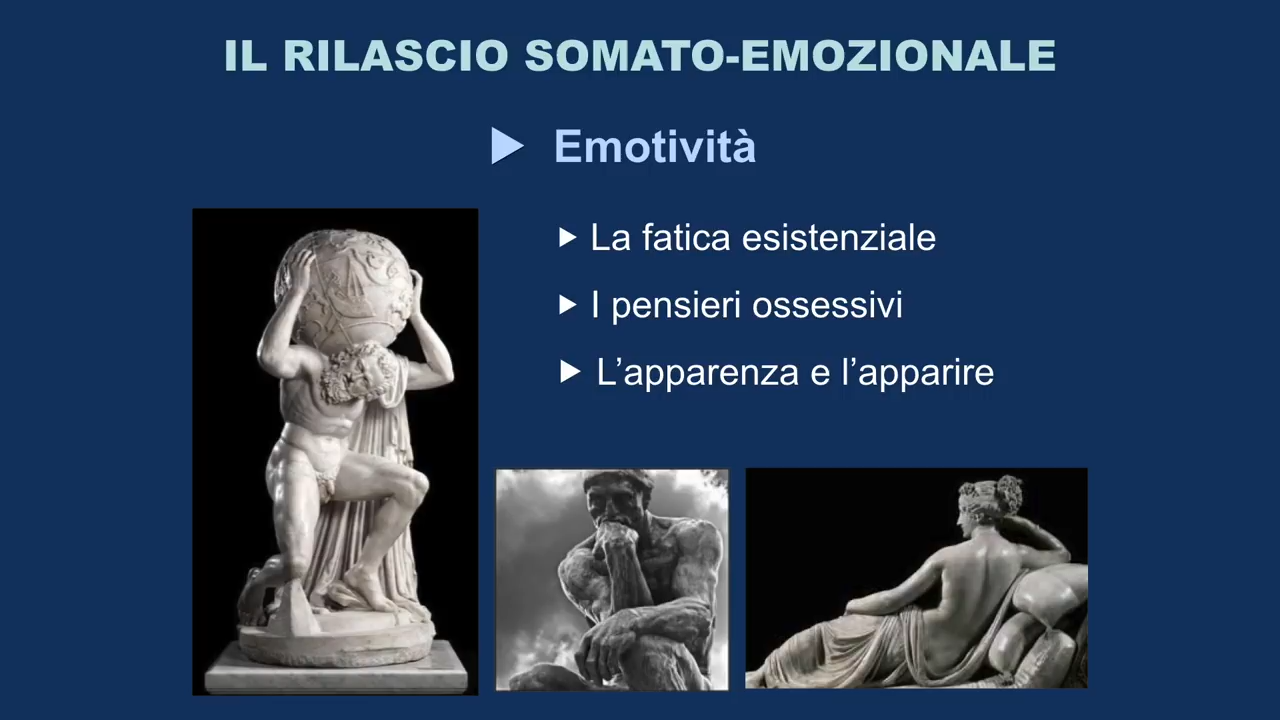 IL RILASCIO SOMATO-EMOZIONALE
Emotività
La fatica esistenziale
I pensieri ossessivi
L’apparenza e l’apparire